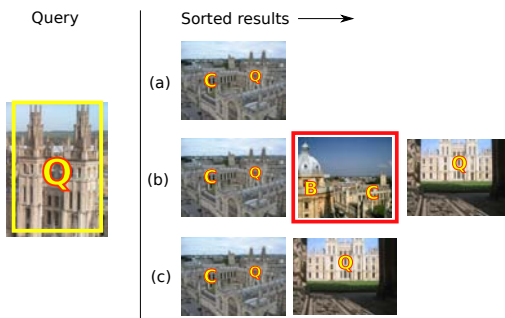 Query
Sorted results
(a)
C Q
Q
(b)
C Q
B C
Q
(c)
C Q
Q